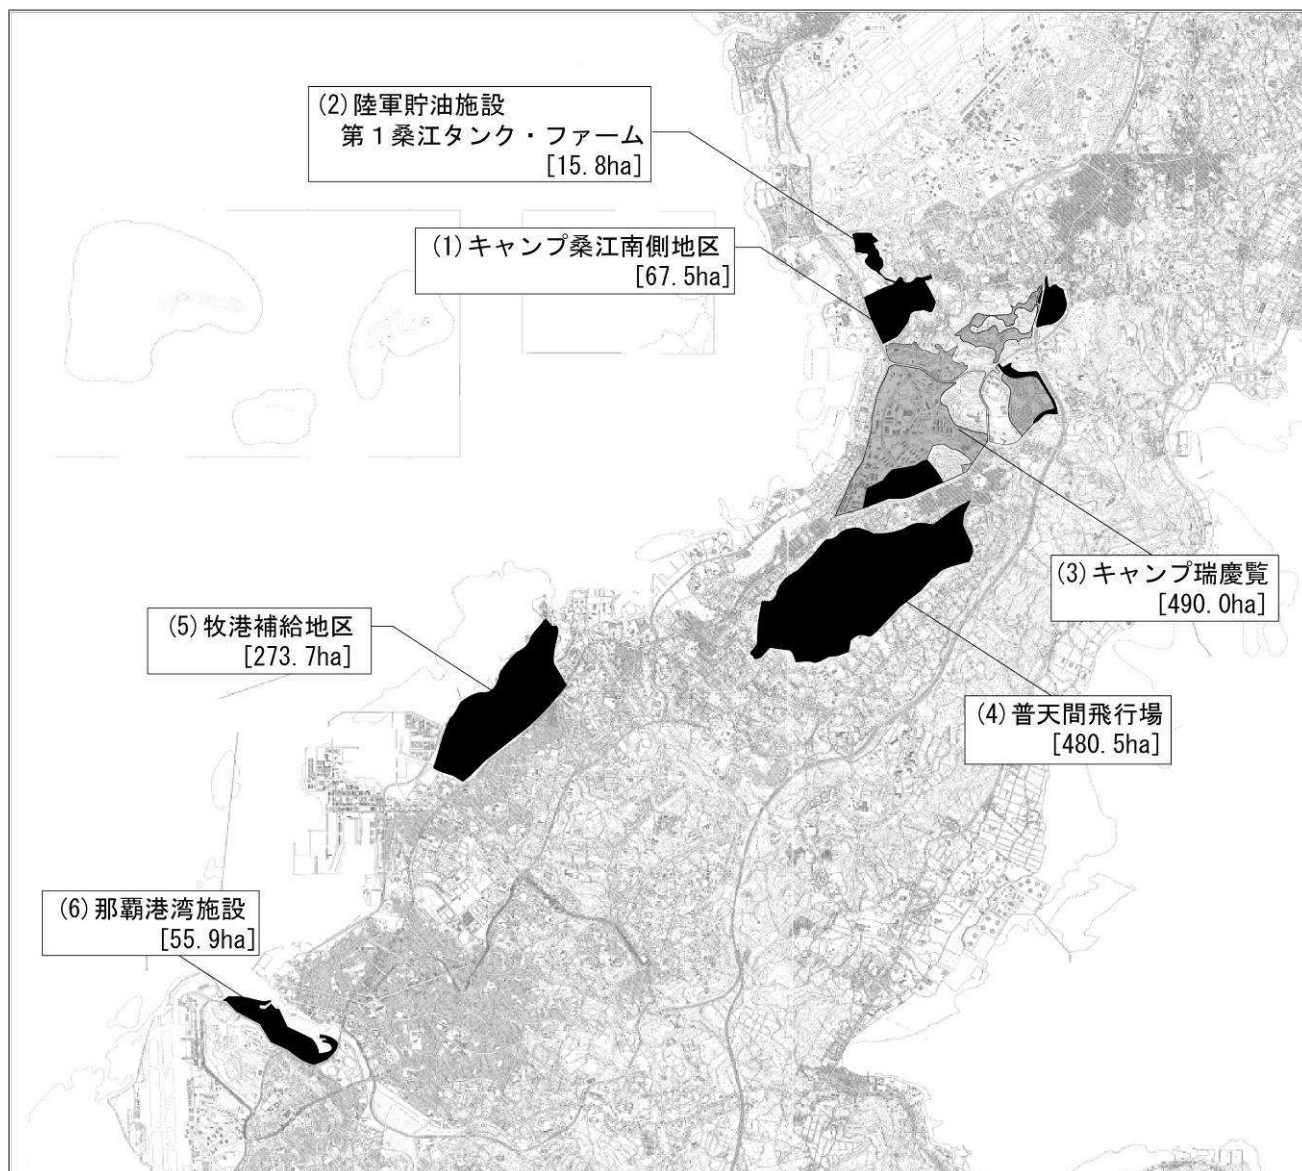 (2)陸軍貯油施設
第1桑江タンク・ファーム
[15.8ha]
(1)キャンプ桑江南側地区
[67.5ha]
(3)キャンプ瑞慶覧
[490.0ha]
(5)牧港補給地区
[273.7ha]
(4)普天間飛行場
[480.5ha]
(6)那覇港湾施設
[55.9ha]